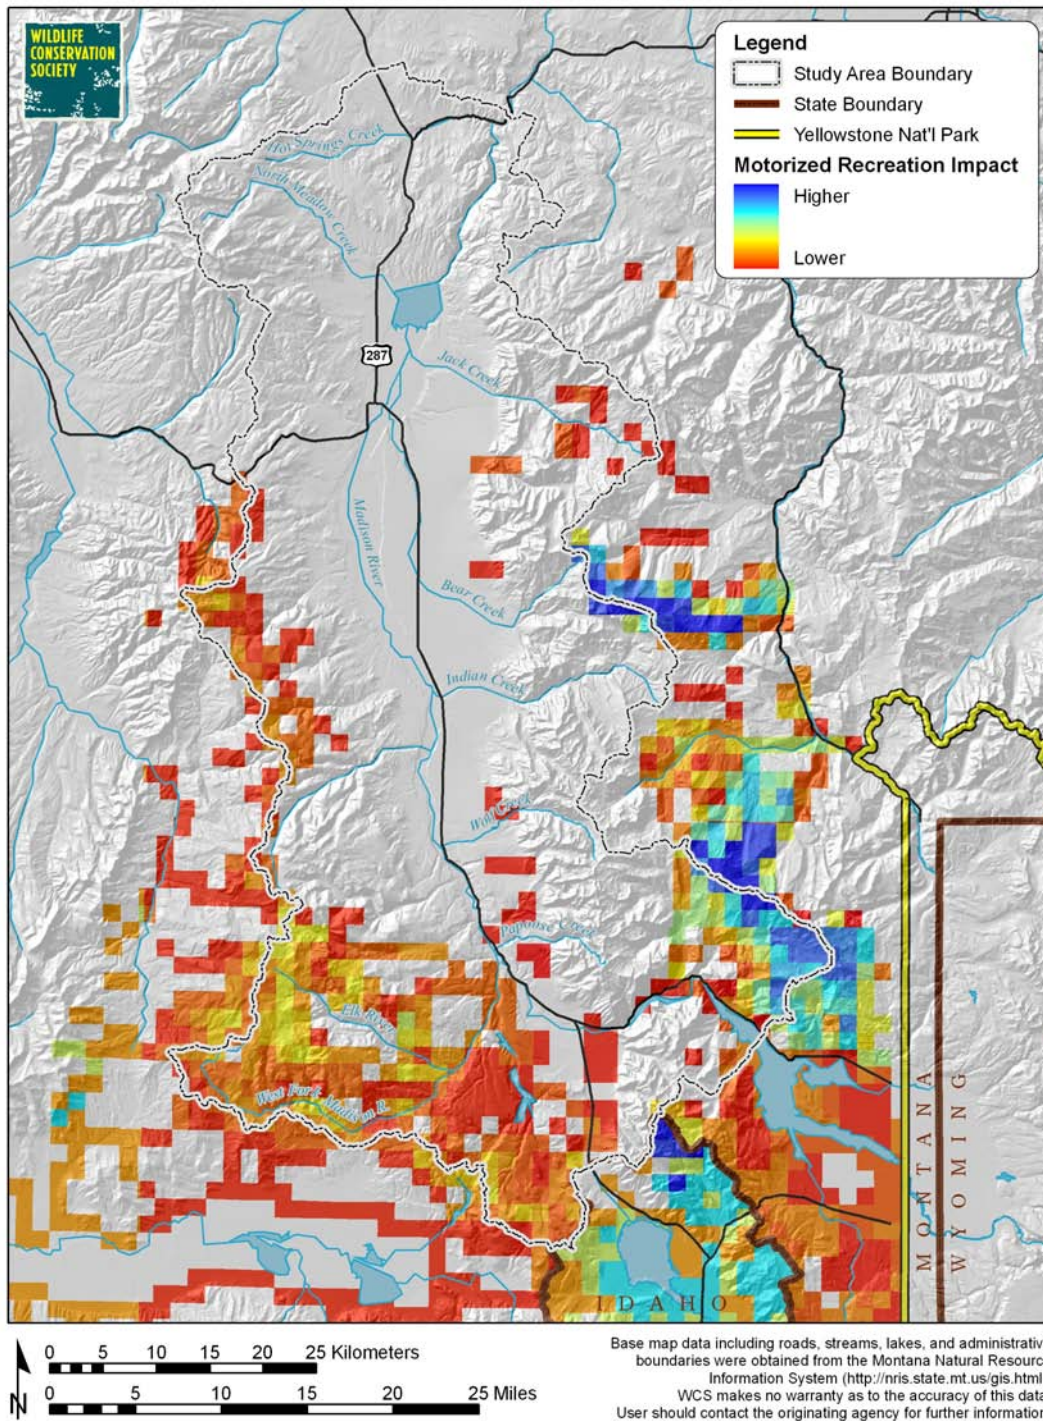 WILDLIFE
CONSERVATION
SOCIETY
Legend
Study Area Boundary
State Boundary
Yellowstone Nat'l Park
Motorized Recreation Impact
Higher
Lower
Hot Springs Creek
North Meadow Creek
287
Jack Creek
Madison River
Bear Creek
Indian Creek
Wolf Creek
Papoose Creek
Elk River
West Fork Madison R.
MONTANA
WYOMING
IDAHO
N
0 5 10 15 20 25 Kilometers
0 5 10 15 20 25 Miles
Base map data including roads, streams, lakes, and administrativ
boundaries were obtained from the Montana Natural Resourc
Information System (http://nris.state.mt.us/gis.html
WCS makes no warranty as to the accuracy of this data
User should contact the originating agency for further information